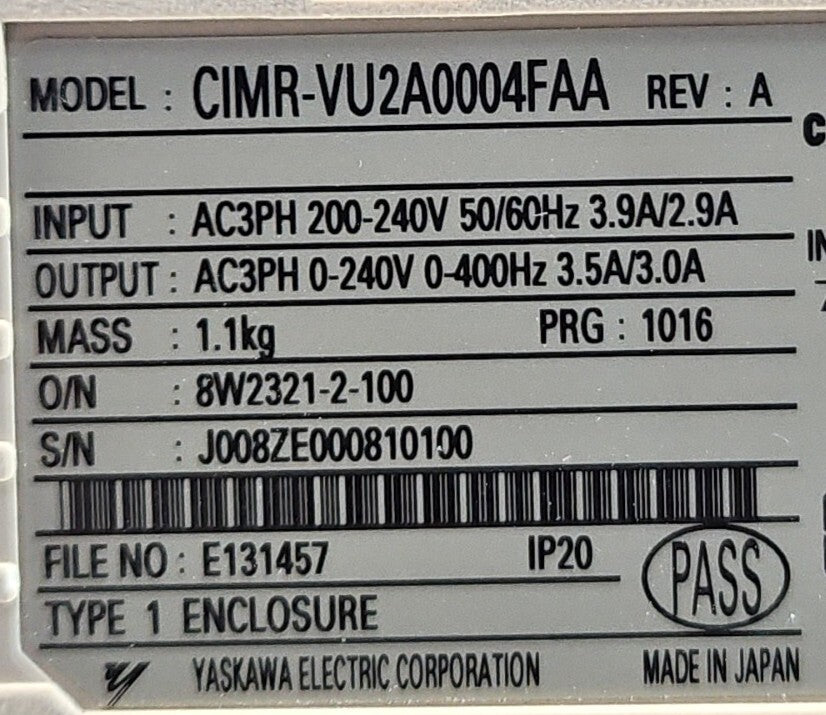 MODEL : CIMR-VU2A0004FAA REV : A
INPUT : AC3PH 200-240V 50/60Hz 3.9A/2.9A
OUTPUT : AC3PH 0-240V 0-400Hz 3.5A/3.0A
MASS : 1.1kg PRG : 1016
O/N : 8W2321-2-100
S/N : J008ZE000810100
FILE NO : E131457 IP20
PASS
TYPE 1 ENCLOSURE
YASKAWA ELECTRIC CORPORATION MADE IN JAPAN